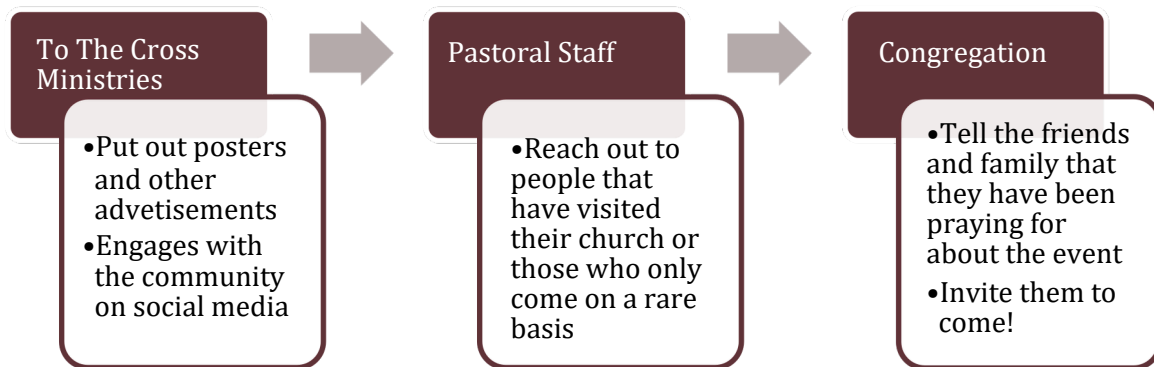 To The Cross
Ministries
•Put out posters
and other
advetisements
•Engages with
the community
on social media
Pastoral Staff
•Reach out to
people that
have visited
their church or
those who only
come on a rare
basis
Congregation
•Tell the friends
and family that
they have been
praying for
about the event
•Invite them to
come!